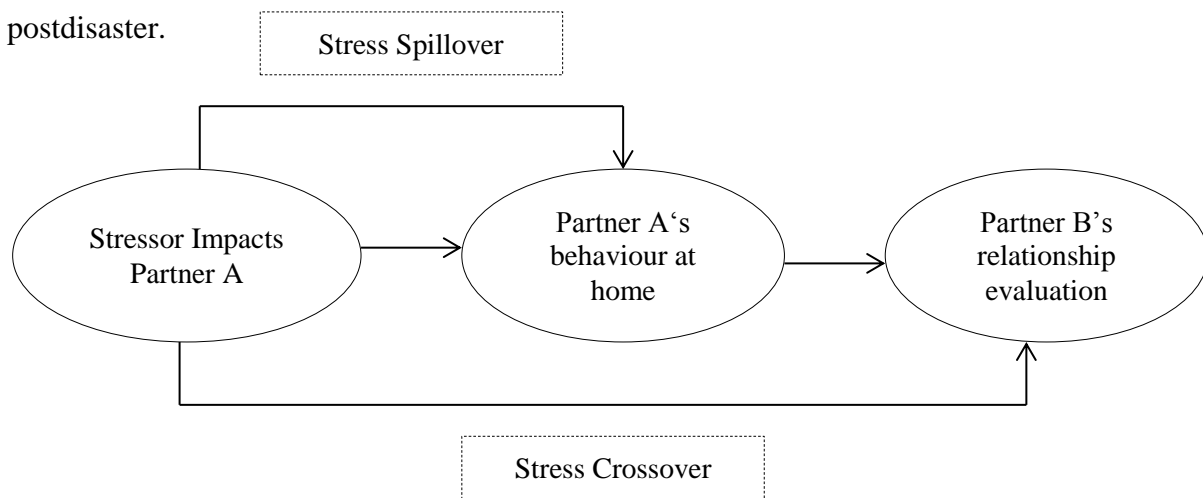 postdisaster.
Stress Spillover
Stressor Impacts
Partner A
Partner A‘s
behaviour at
home
Partner B’s
relationship
evaluation
Stress Crossover